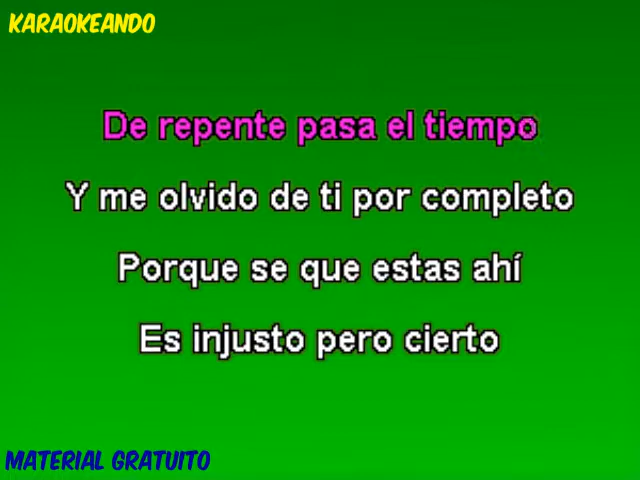 KARAOKEANDO
De repente pasa el tiempo
Y me olvido de ti por completo
Porque se que estas ahí
Es injusto pero cierto
MATERIAL GRATUITO